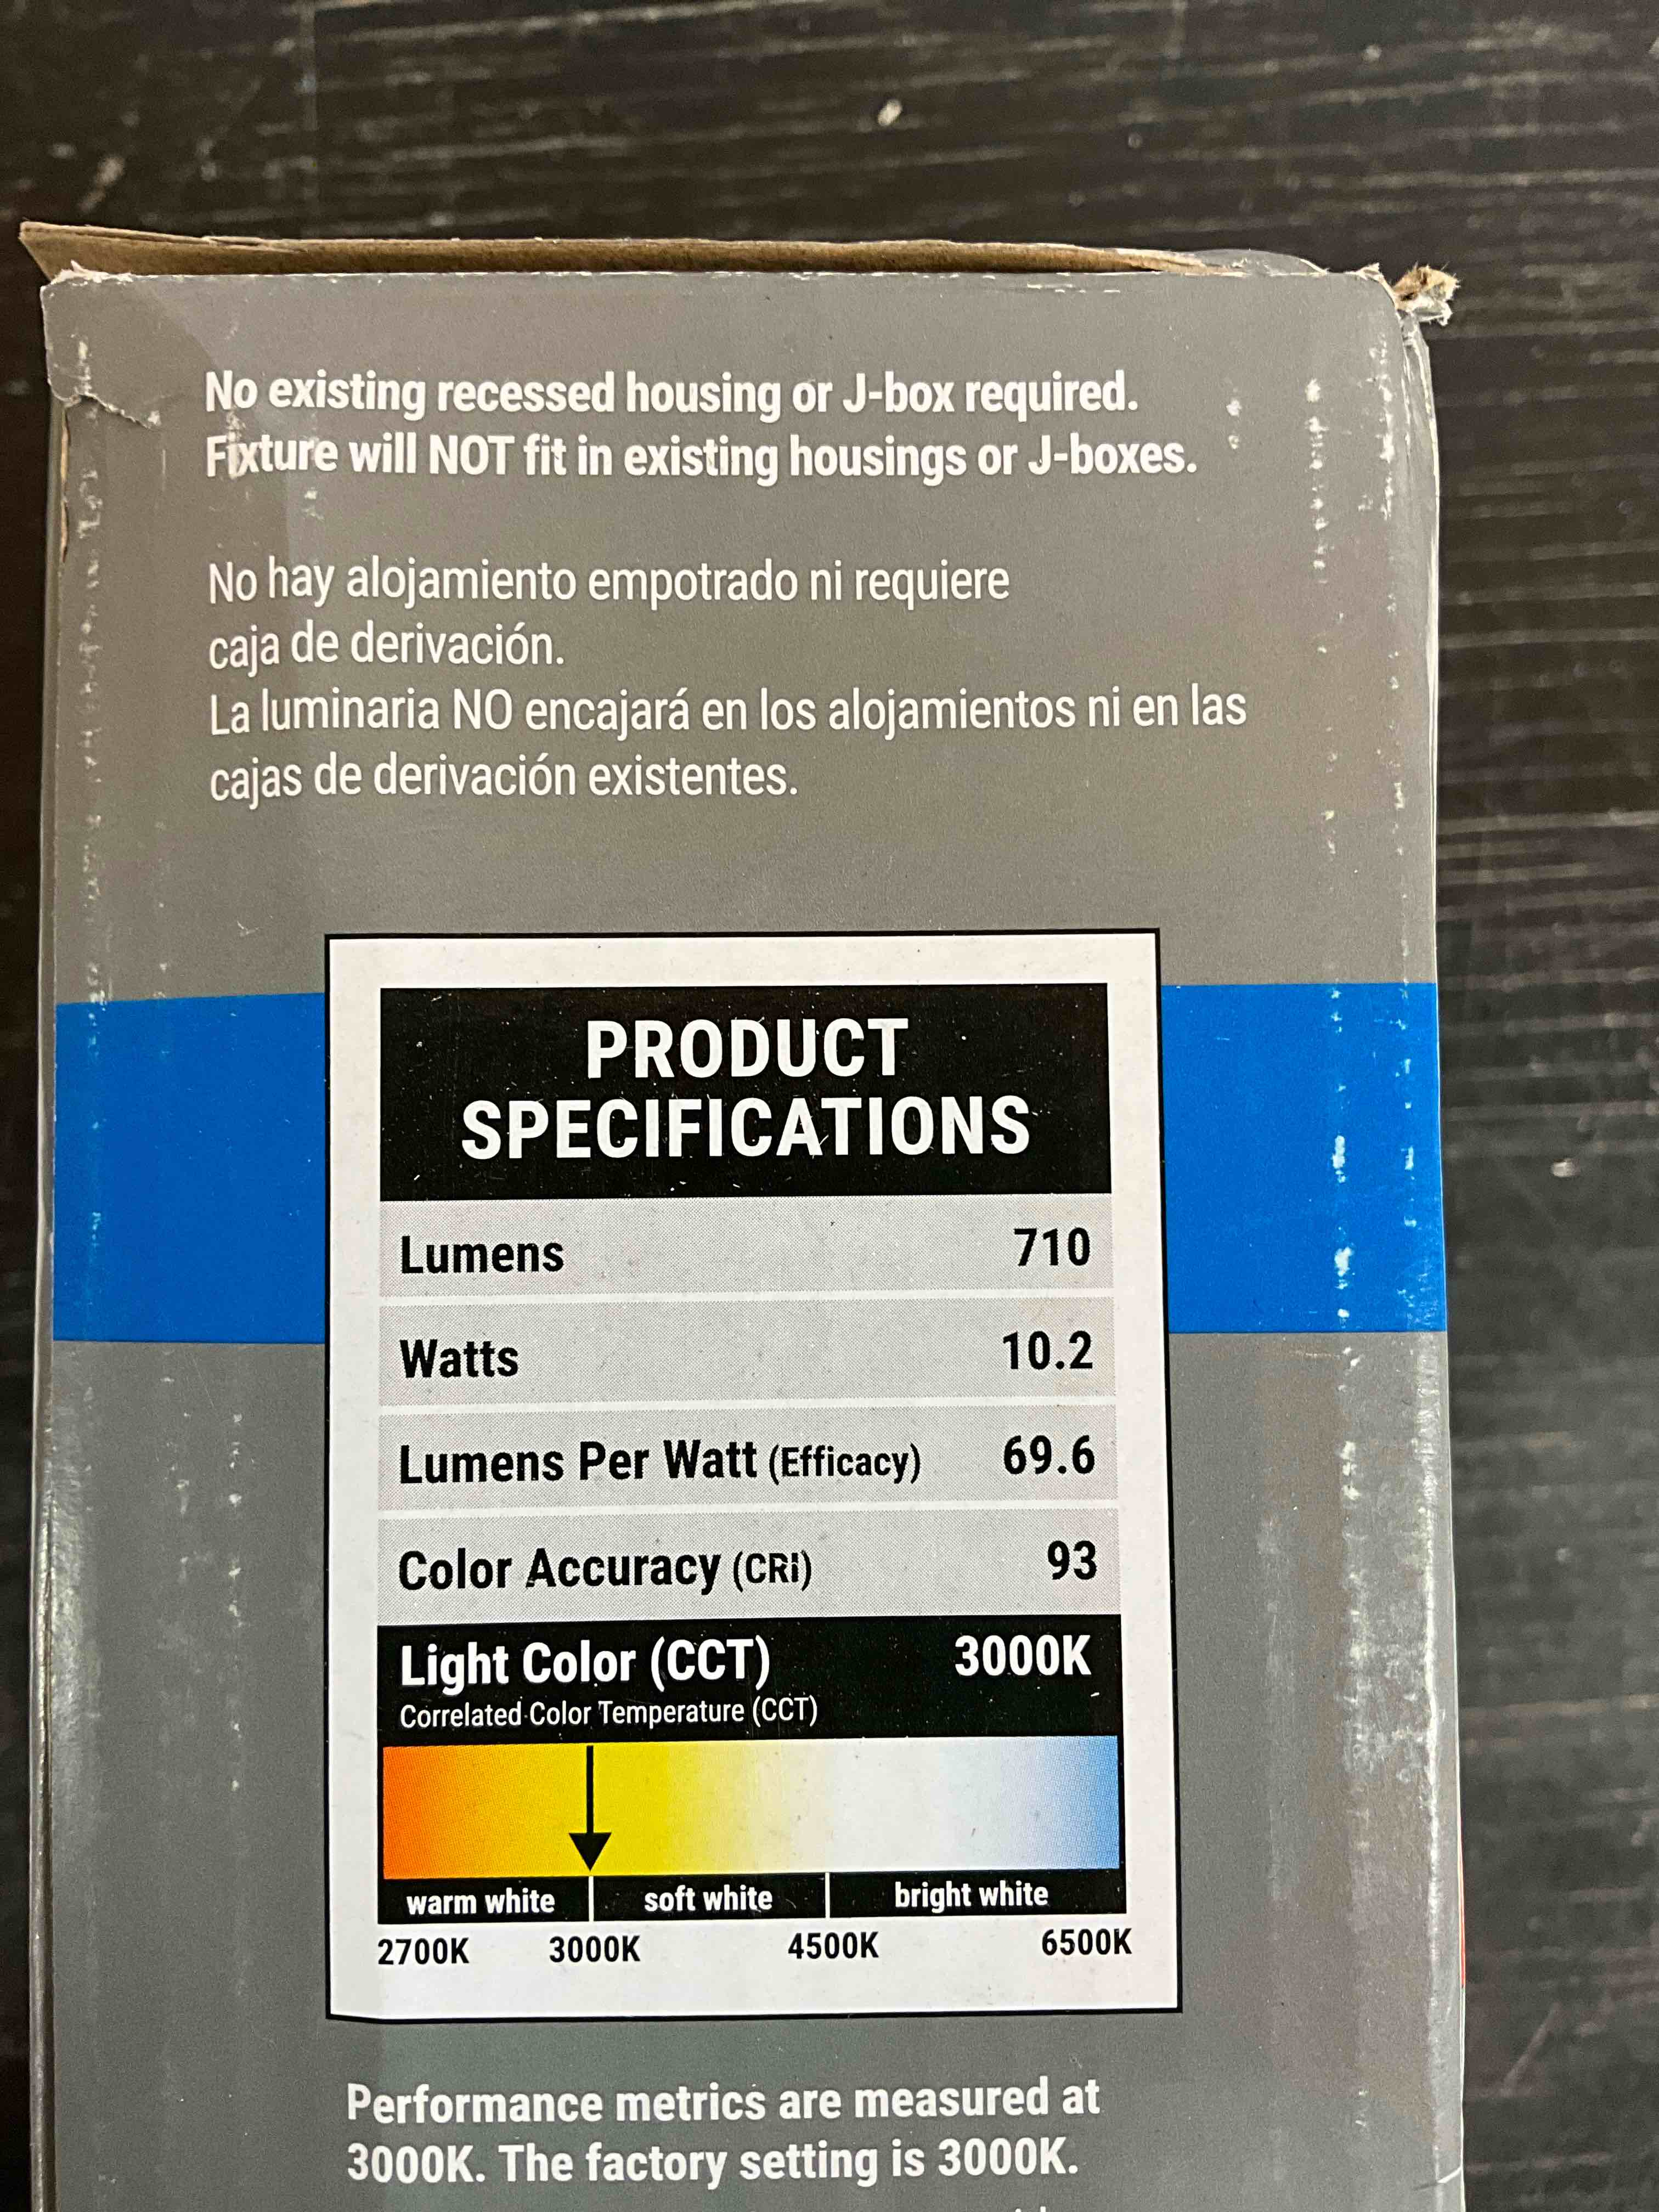 No existing recessed housing or J-box required.
Fixture will NOT fit in existing housings or J-boxes.
No hay alojamiento empotrado ni requiere
caja de derivación.
La luminaria NO encajará en los alojamientos ni en las
cajas de derivación existentes.
PRODUCT
SPECIFICATIONS
Lumens 710
Watts 10.2
Lumens Per Watt (Efficacy) 69.6
Color Accuracy (CRI) 93
Light Color (CCT) 3000K
Correlated Color Temperature (CCT)
warm white soft white bright white
2700K 3000K 4500K 6500K
Performance metrics are measured at
3000K. The factory setting is 3000K.